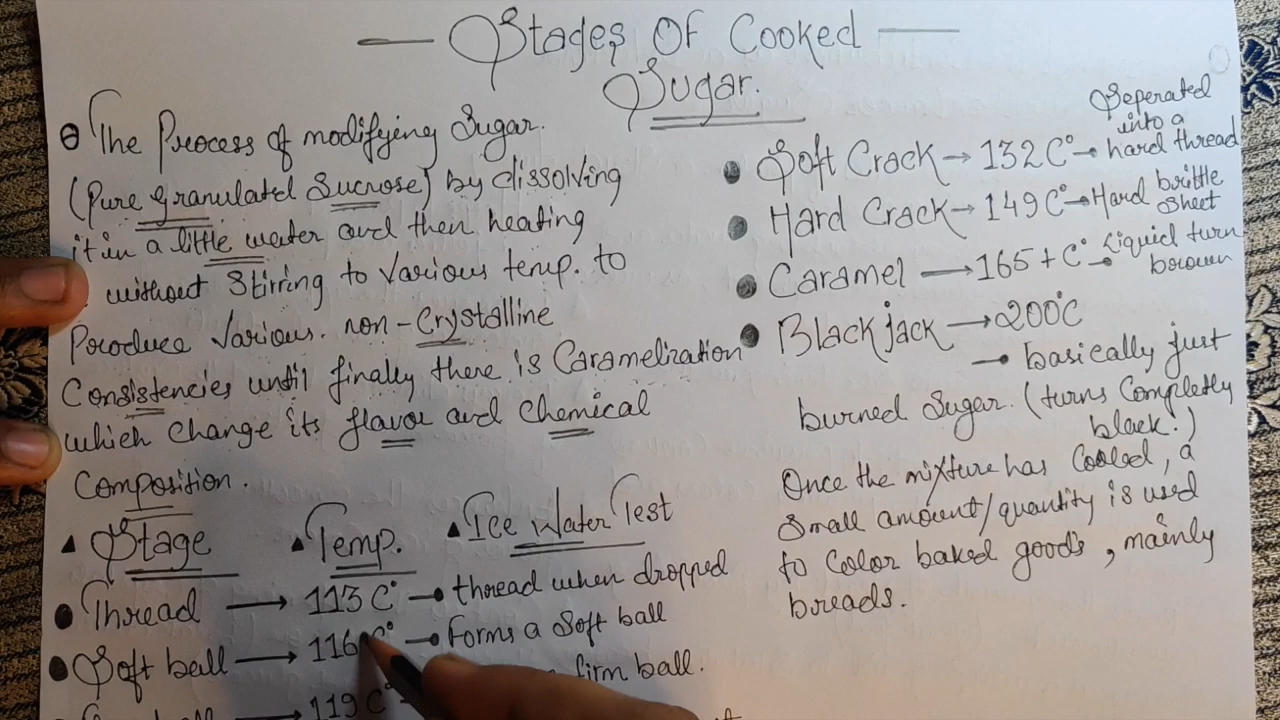 Stages Of Cooked
Sugar.
The Process of modifying Sugar.
(Pure granulated Sucrose) by dissolving
it in a little water and then heating
without Stirring to Various temp. to
Produce Various. non-Crystalline
Consistencies until finally there is Caramelization
which change its flavor and Chemical
Composition.
▲ Stage ▲ Temp. ▲ Ice Water Test
• Thread → 113 C° → thread when dropped
• Soft ball → 116 C° → Forms a Soft ball
119 C° firm ball.
Seperated
into a
• Soft Crack → 132 C° → hard thread
• Hard Crack → 149 C° → Hard brittle
Sheet
• Caramel → 165+ C° → Liquid turn
brown
• Black jack → 200°C
→ basically just
burned Sugar. (turns Completly
black.)
Once the mixture has Cooled, a
Small amount/quantity is used
to Color baked goods, mainly
breads.